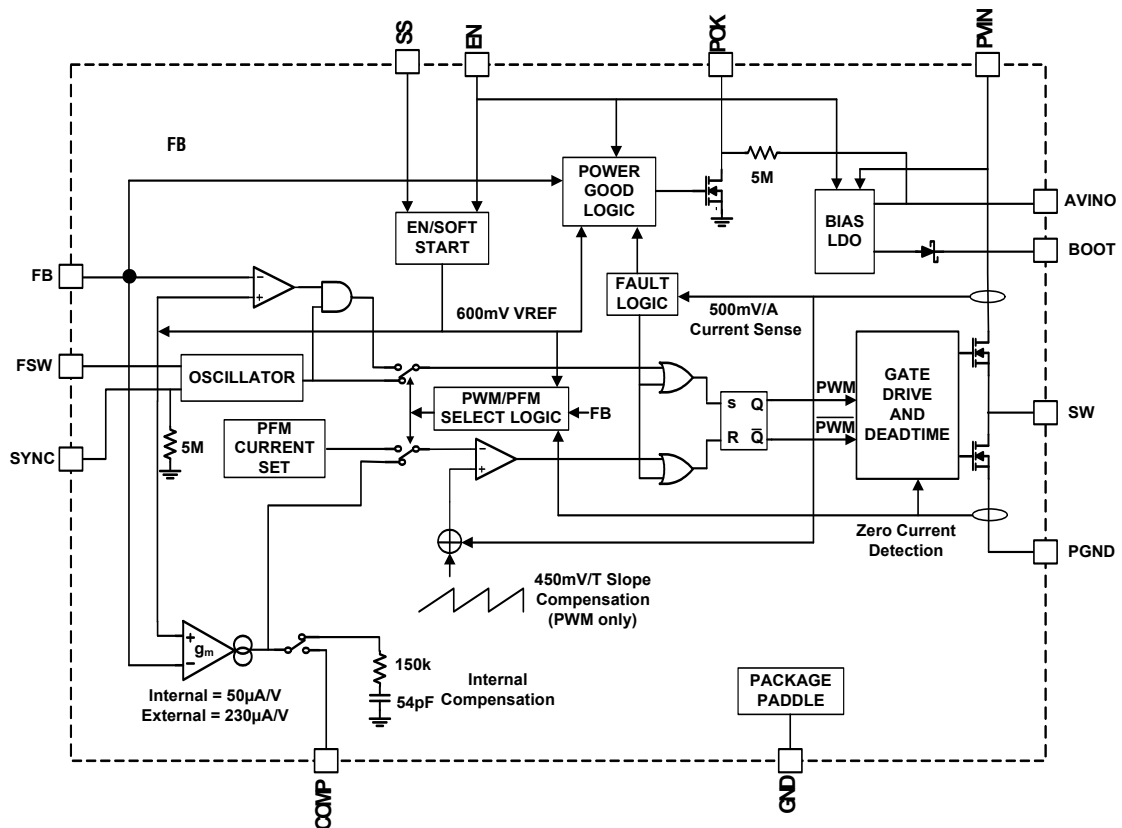 SS
EN
PCK
PVIN
FB
POWER
GOOD
LOGIC
5M
BIAS
LDO
AVINO
BOOT
EN/SOFT
START
FB
−
+
600mV VREF
FAULT
LOGIC
500mV/A
Current Sense
FSW
OSCILLATOR
SYNC
5M
PWM/PFM
SELECT LOGIC
FB
PFM
CURRENT
SET
−
+
S Q
R Q̅
PWM
P̅W̅M̅
GATE
DRIVE
AND
DEADTIME
SW
Zero Current
Detection
PGND
450mV/T Slope
Compensation
(PWM only)
+
gm
−
Internal = 50µA/V
External = 230µA/V
150k
54pF
Internal
Compensation
PACKAGE
PADDLE
COMP
GND